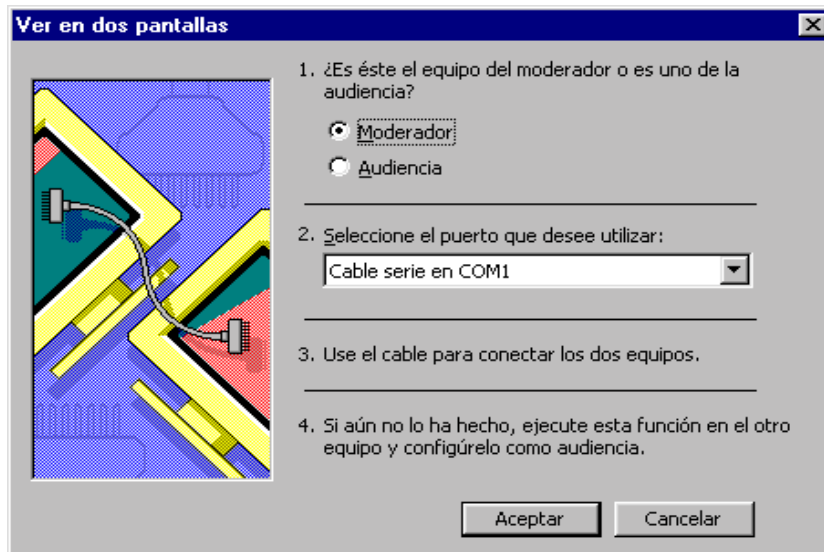 Ver en dos pantallas
1. ¿Es éste el equipo del moderador o es uno de la
audiencia?
Moderador
Audiencia
2. Seleccione el puerto que desee utilizar:
Cable serie en COM1
3. Use el cable para conectar los dos equipos.
4. Si aún no lo ha hecho, ejecute esta función en el otro
equipo y configúrelo como audiencia.
Aceptar
Cancelar